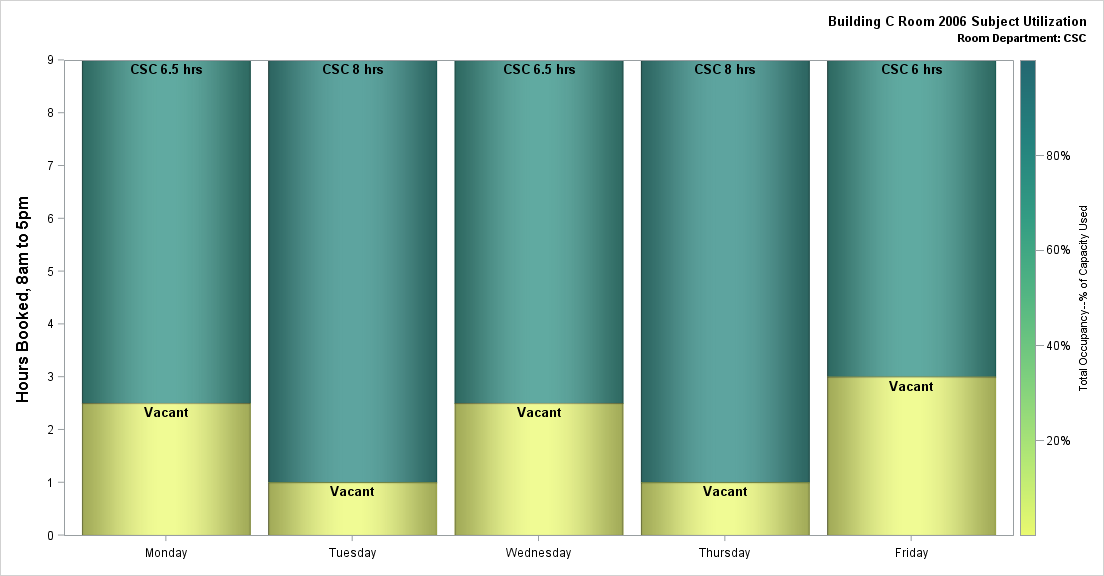 Building C Room 2006 Subject Utilization
Room Department: CSC
Hours Booked, 8am to 5pm
9
8
7
6
5
4
3
2
1
0
CSC 6.5 hrs
CSC 8 hrs
CSC 6.5 hrs
CSC 8 hrs
CSC 6 hrs
Vacant
Vacant
Vacant
Vacant
Vacant
Monday
Tuesday
Wednesday
Thursday
Friday
80%
60%
40%
20%
Total Occupancy--% of Capacity Used